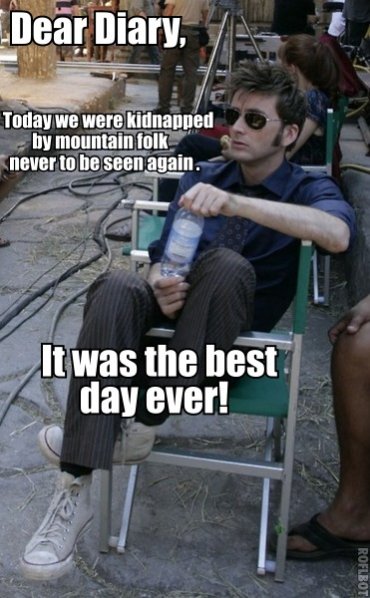 Dear Diary,
Today we were kidnapped
by mountain folk
never to be seen again .
It was the best
day ever!
ROFLBOT